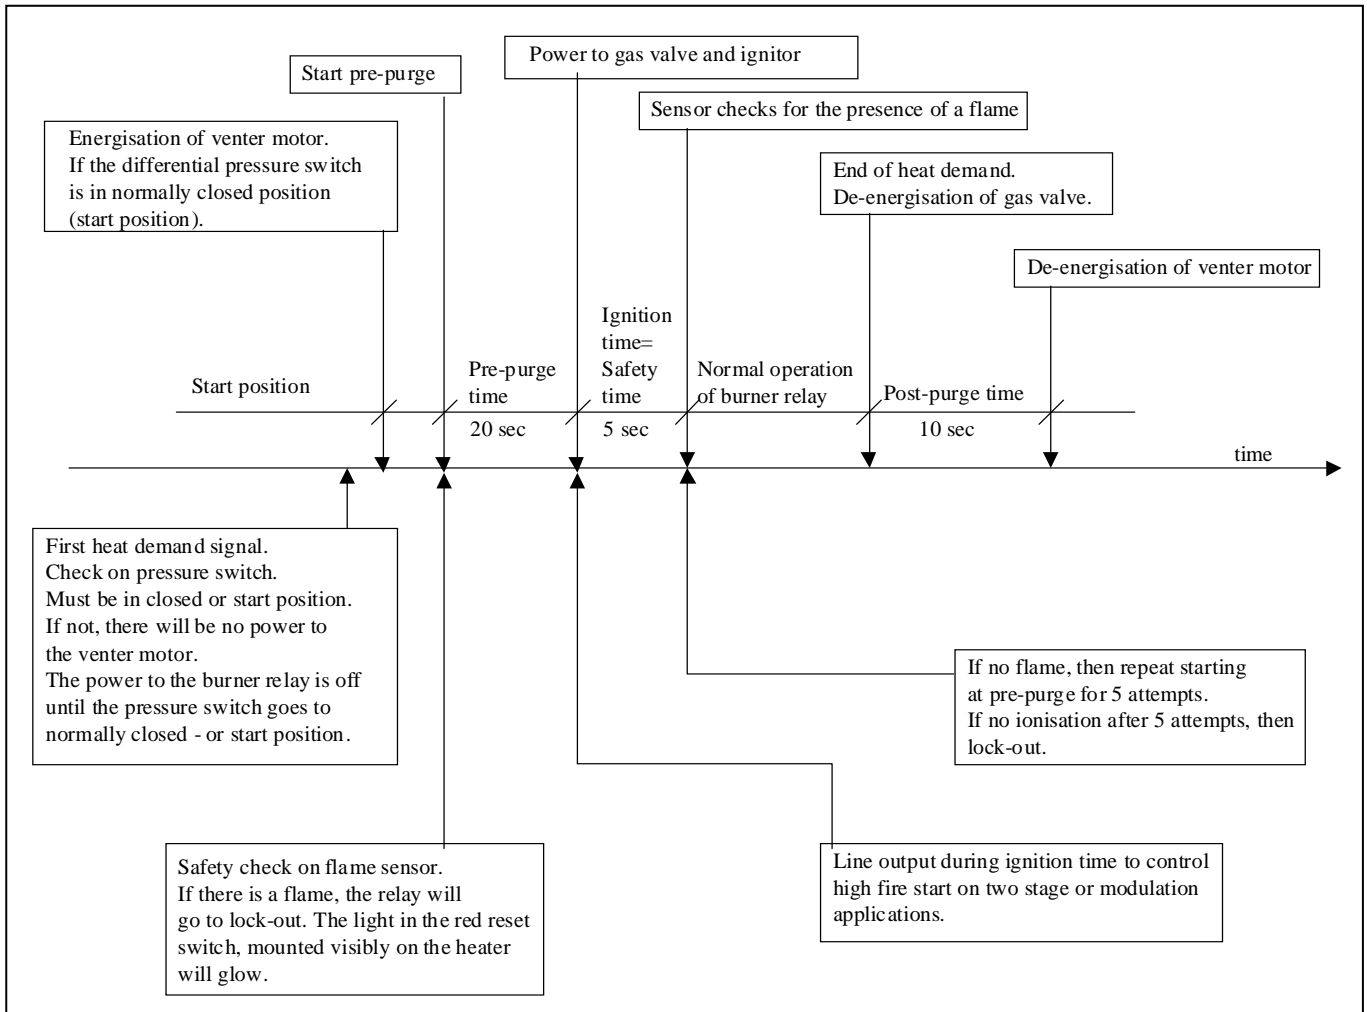 Power to gas valve and ignitor
Start pre-purge
Sensor checks for the presence of a flame
Energisation of venter motor.
If the differential pressure switch
is in normally closed position
(start position).
End of heat demand.
De-energisation of gas valve.
De-energisation of venter motor
Start position
Pre-purge
time
20 sec
Ignition
time=
Safety
time
5 sec
Normal operation
of burner relay
Post-purge time
10 sec
time
First heat demand signal.
Check on pressure switch.
Must be in closed or start position.
If not, there will be no power to
the venter motor.
The power to the burner relay is off
until the pressure switch goes to
normally closed - or start position.
If no flame, then repeat starting
at pre-purge for 5 attempts.
If no ionisation after 5 attempts, then
lock-out.
Safety check on flame sensor.
If there is a flame, the relay will
go to lock-out. The light in the red reset
switch, mounted visibly on the heater
will glow.
Line output during ignition time to control
high fire start on two stage or modulation
applications.